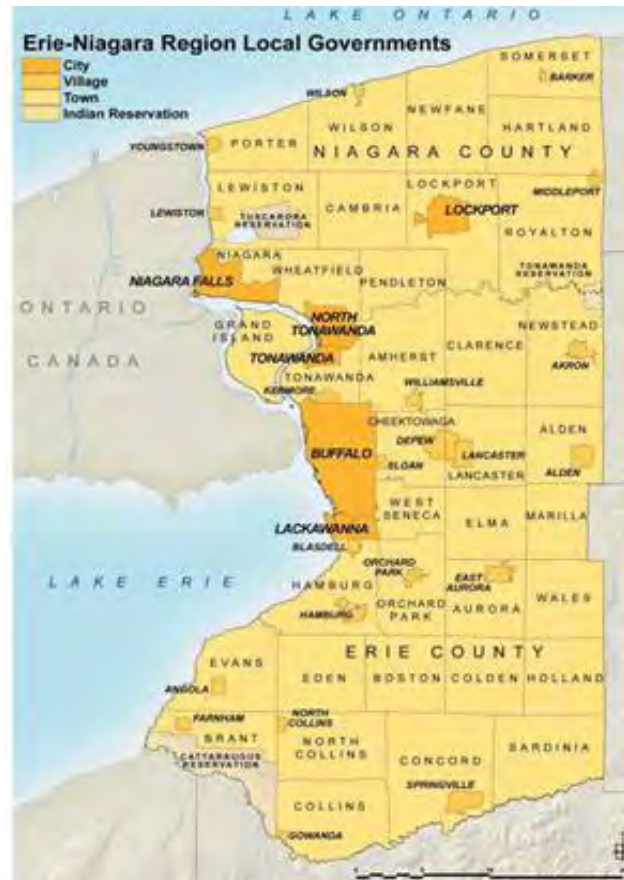 LAKE ONTARIO
Erie-Niagara Region Local Governments
City
Village
Town
Indian Reservation
SOMERSET
BARKER
WILSON
NEWFANE
WILSON
HARTLAND
YOUNGSTOWN
PORTER
NIAGARA COUNTY
LEWISTON
LOCKPORT
MIDDLEPORT
LEWISTON
TUSCARORA
RESERVATION
CAMBRIA
LOCKPORT
ROYALTON
NIAGARA
WHEATFIELD
TONAWANDA
RESERVATION
NIAGARA FALLS
PENDLETON
ONTARIO
CANADA
GRAND
ISLAND
NORTH
TONAWANDA
NEWSTEAD
CLARENCE
TONAWANDA
AMHERST
AKRON
TONAWANDA
KENMORE
WILLIAMSVILLE
CHEEKTOWAGA
ALDEN
DEPEW
BUFFALO
LANCASTER
SLOAN
LANCASTER
ALDEN
WEST
SENECA
LACKAWANNA
ELMA
MARILLA
BLASDELL
LAKE ERIE
ORCHARD
PARK
EAST
AURORA
HAMBURG
WALES
HAMBURG
ORCHARD
PARK
AURORA
ERIE COUNTY
EVANS
EDEN
BOSTON
COLDEN
HOLLAND
ANGOLA
FARNHAM
NORTH
COLLINS
BRANT
CATTARAUGUS
RESERVATION
NORTH
COLLINS
CONCORD
SARDINIA
SPRINGVILLE
COLLINS
GOWANDA